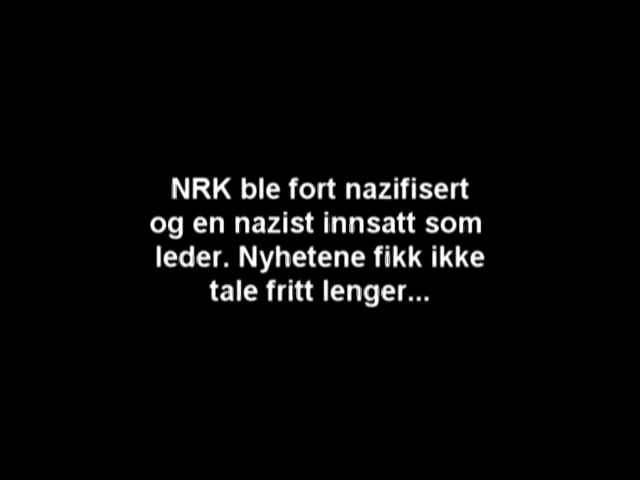 NRK ble fort nazifisert
og en nazist innsatt som
leder. Nyhetene fikk ikke
tale fritt lenger...